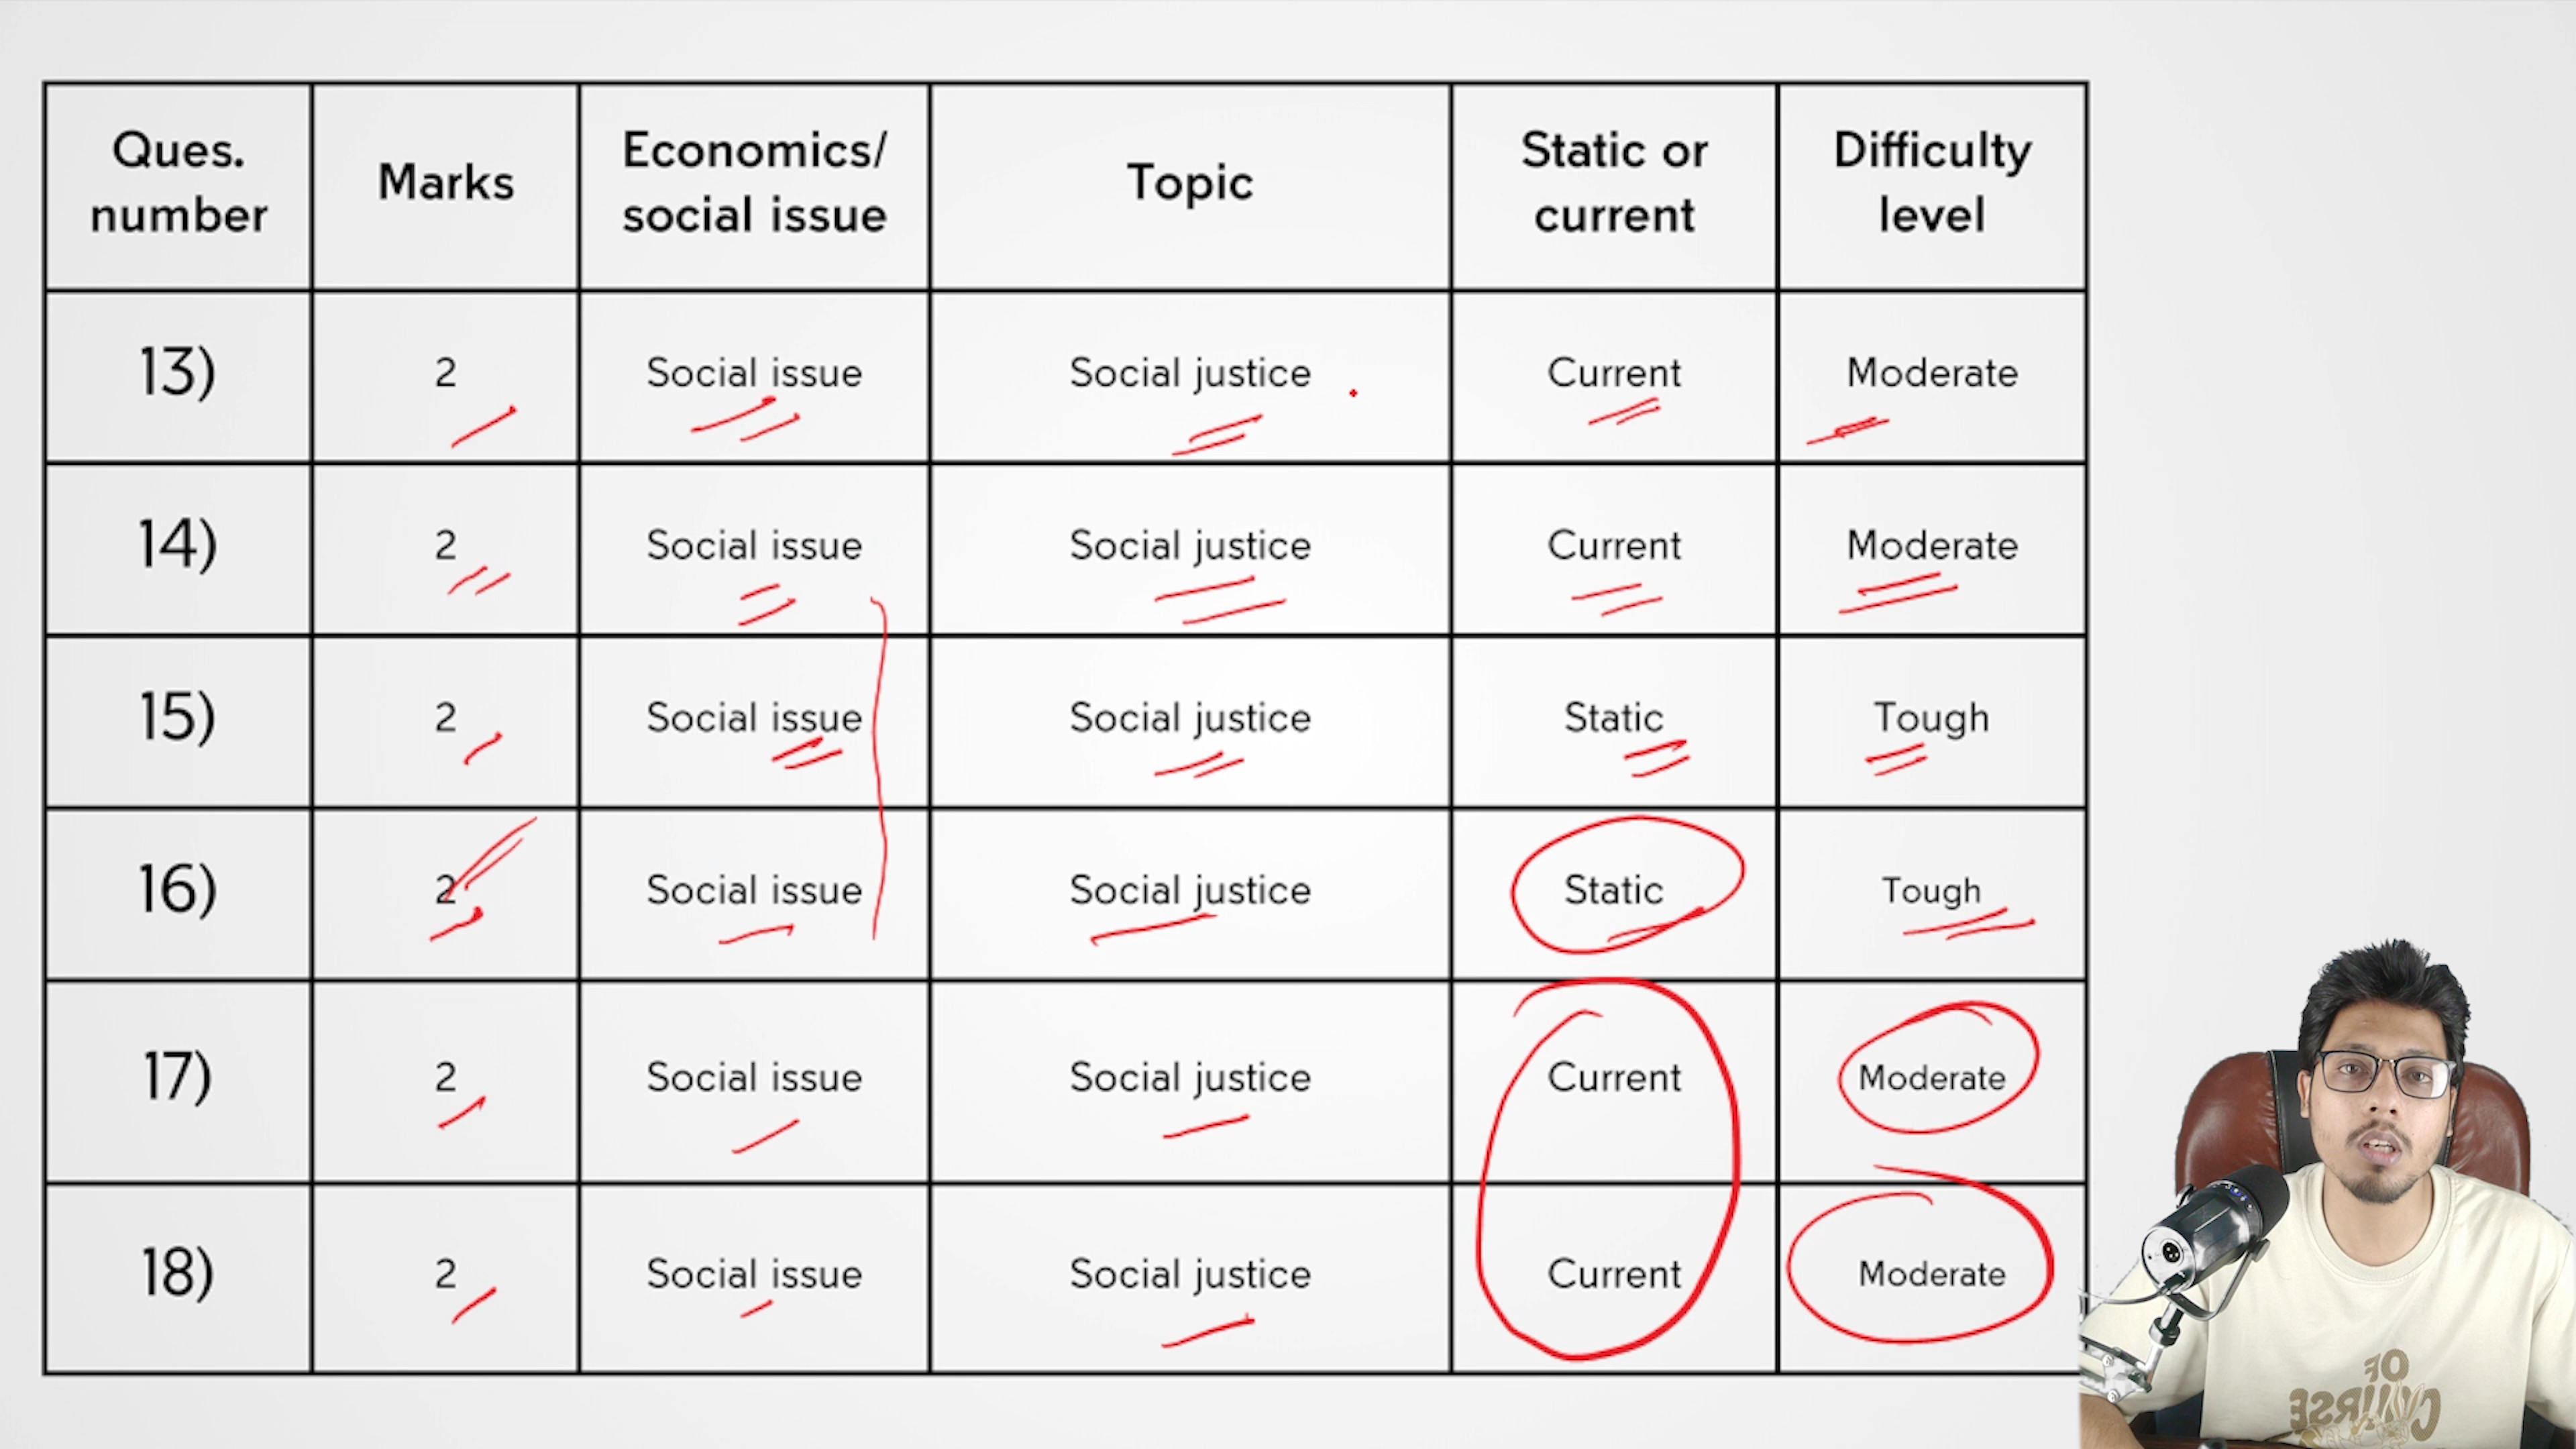 Ques. number Marks Economics/ social issue Topic Static or current Difficulty level
13) 2 Social issue Social justice Current Moderate
14) 2 Social issue Social justice Current Moderate
15) 2 Social issue Social justice Static Tough
16) 2 Social issue Social justice Static Tough
17) 2 Social issue Social justice Current Moderate
18) 2 Social issue Social justice Current Moderate
OF
COURSE